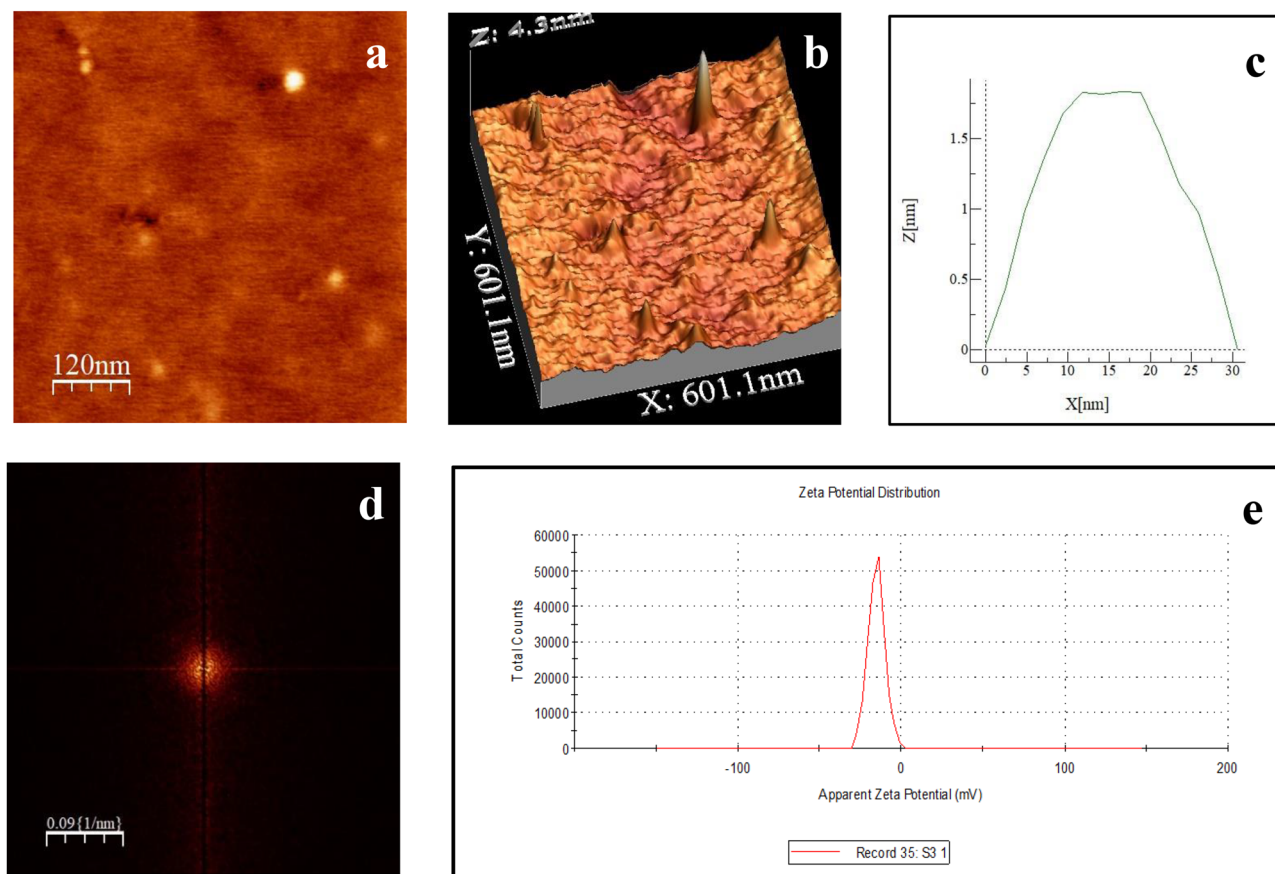 a
120nm
Z: 4.3nm
b
Y: 601.1nm
X: 601.1nm
c
Z[nm]
1.5
1
0.5
0
0 5 10 15 20 25 30
X[nm]
d
0.09{1/nm}
e
Zeta Potential Distribution
Total Counts
60000
50000
40000
30000
20000
10000
0
-100 0 100 200
Apparent Zeta Potential (mV)
Record 35: S3 1